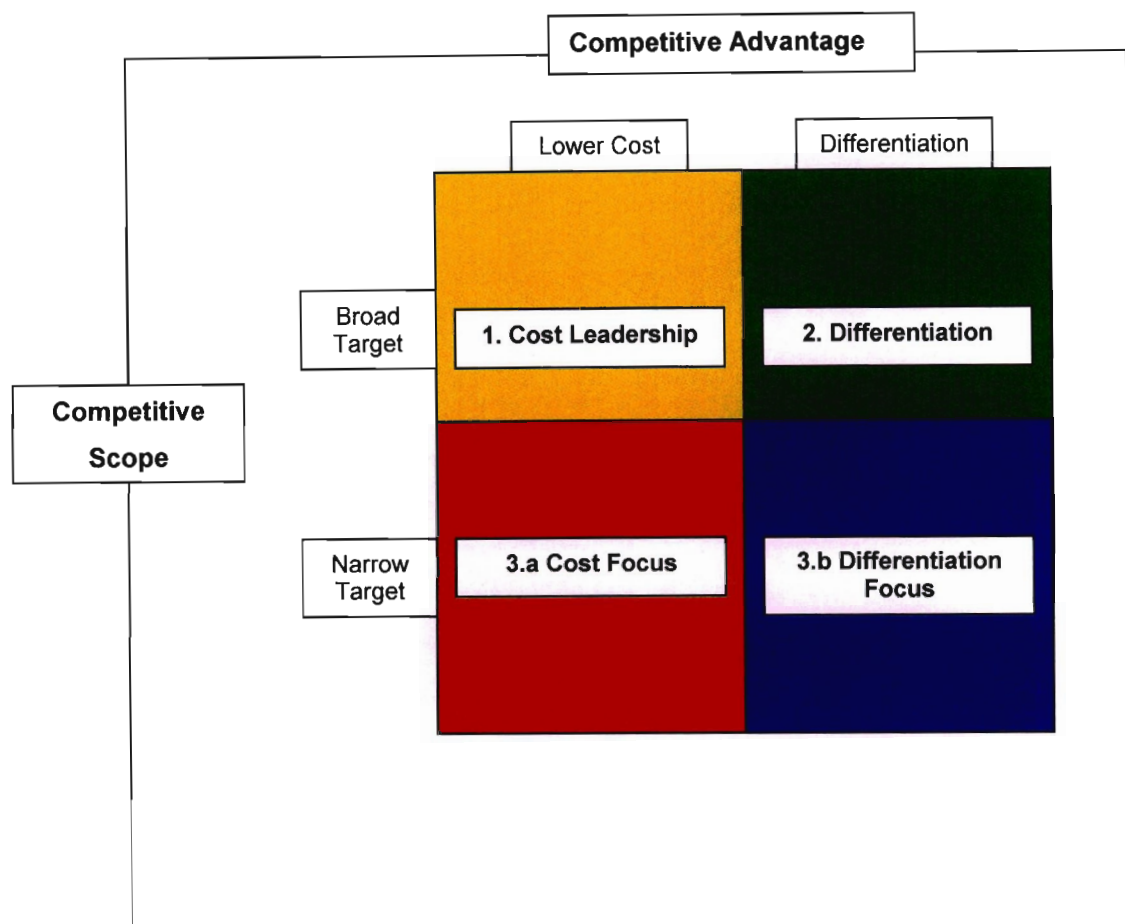 Competitive Advantage
Lower Cost
Differentiation
Broad
Target
1. Cost Leadership
2. Differentiation
Competitive
Scope
Narrow
Target
3.a Cost Focus
3.b Differentiation
Focus